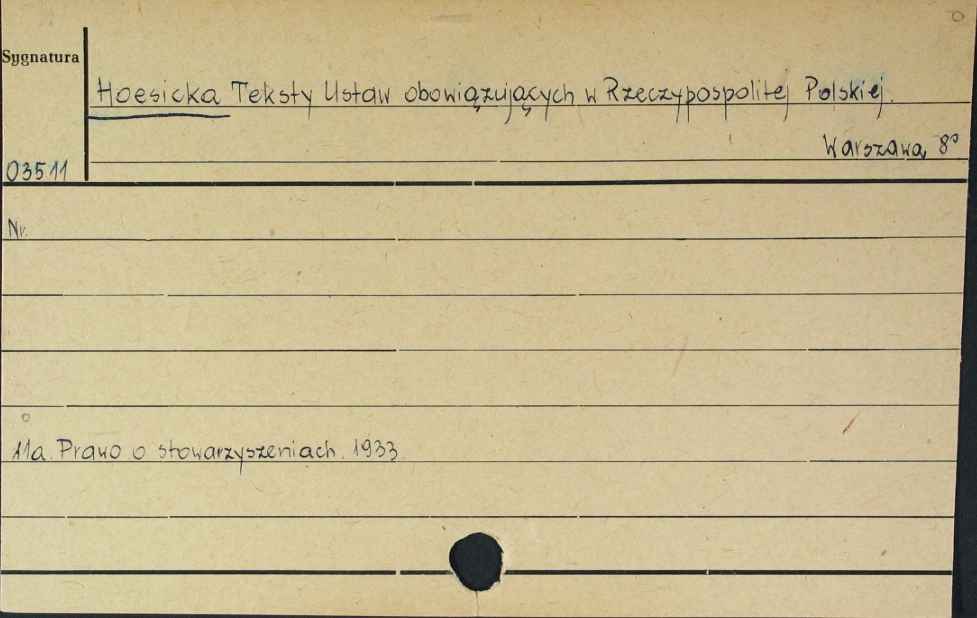 Sygnatura
Hoesicka Teksty Ustaw obowiązujących w Rzeczypospolitej Polskiej.
Warszawa 8°
03511
Nr.
11a. Prawo o stowarzyszeniach. 1933